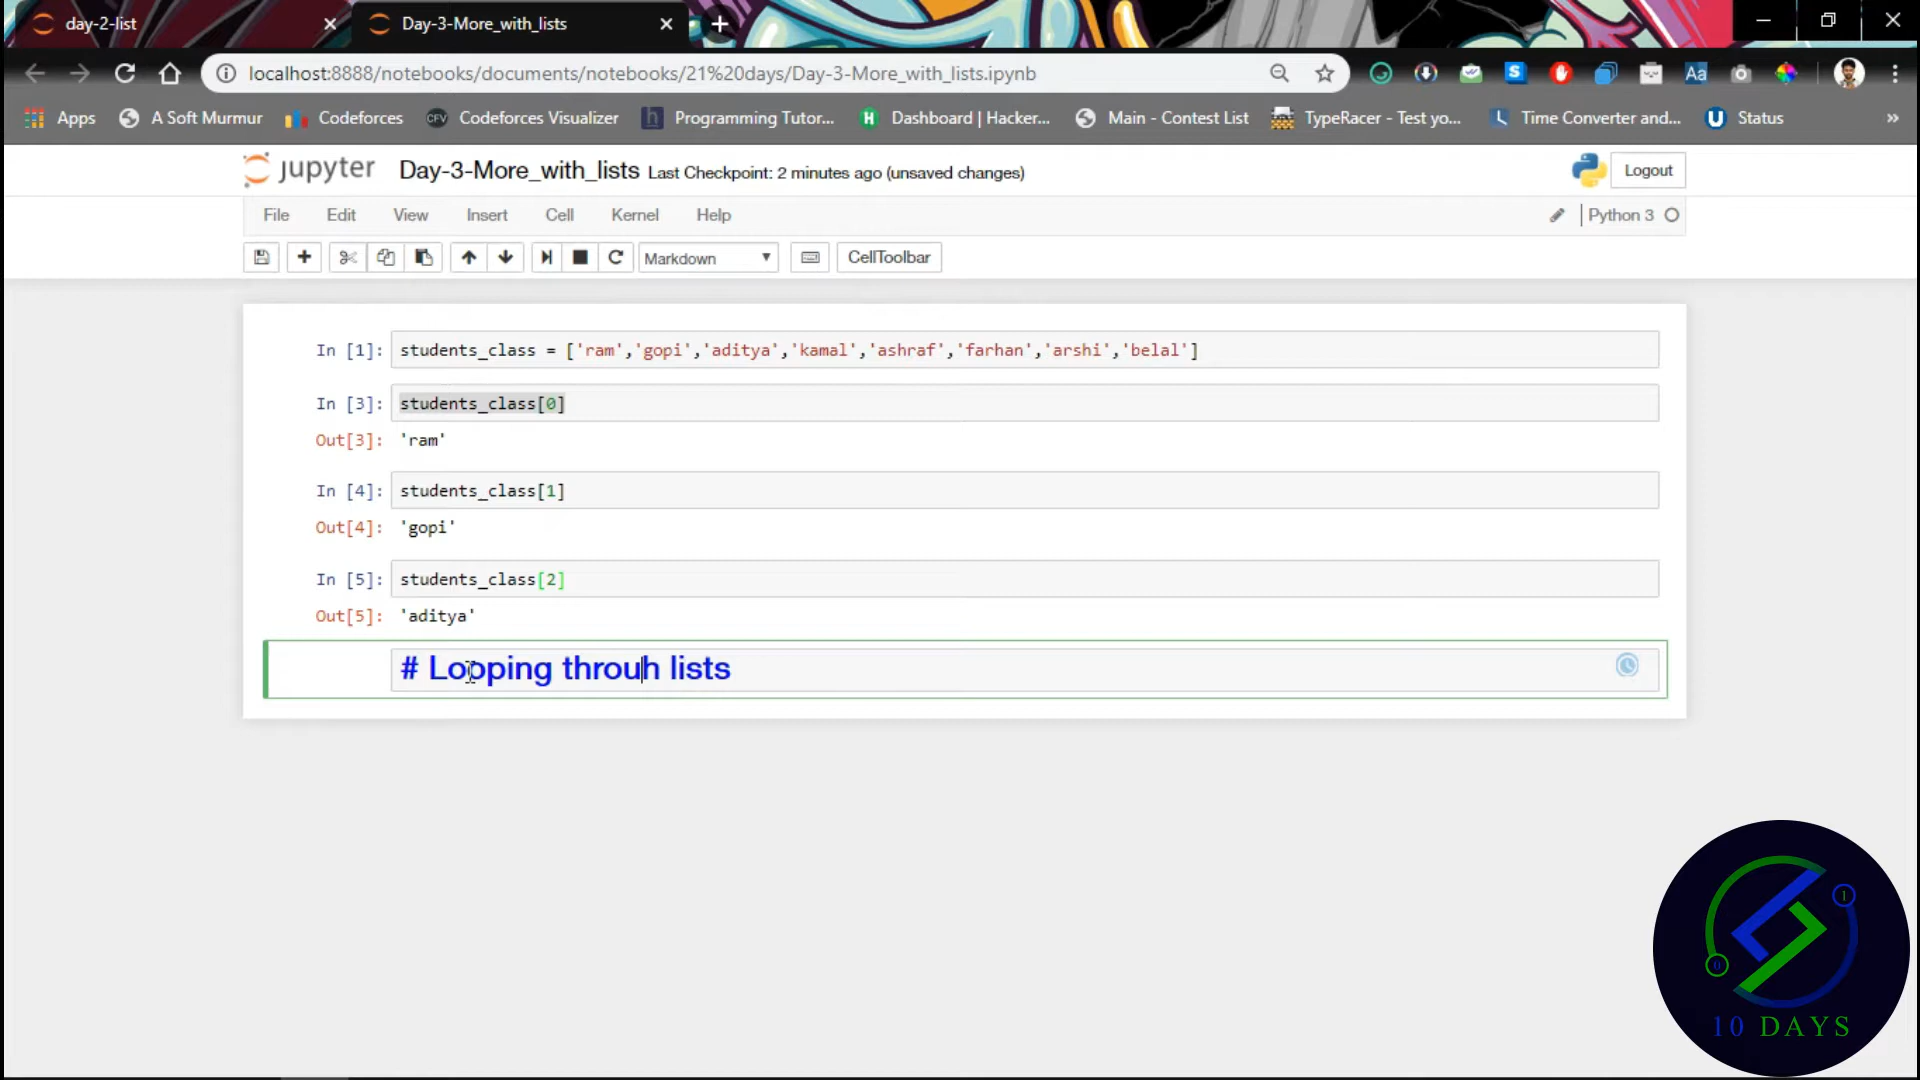 day-2-list
Day-3-More_with_lists
localhost:8888/notebooks/documents/notebooks/21%20days/Day-3-More_with_lists.ipynb
Apps A Soft Murmur Codeforces CFV Codeforces Visualizer h Programming Tutor... H Dashboard | Hacker... Main - Contest List TypeRacer - Test yo... Time Converter and... U Status »
jupyter Day-3-More_with_lists Last Checkpoint: 2 minutes ago (unsaved changes) Logout
File Edit View Insert Cell Kernel Help Python 3
Markdown CellToolbar
In [1]: students_class = ['ram','gopi','aditya','kamal','ashraf','farhan','arshi','belal']
In [3]: students_class[0]
Out[3]: 'ram'
In [4]: students_class[1]
Out[4]: 'gopi'
In [5]: students_class[2]
Out[5]: 'aditya'
# Looping throuh lists
1
0
10 DAYS